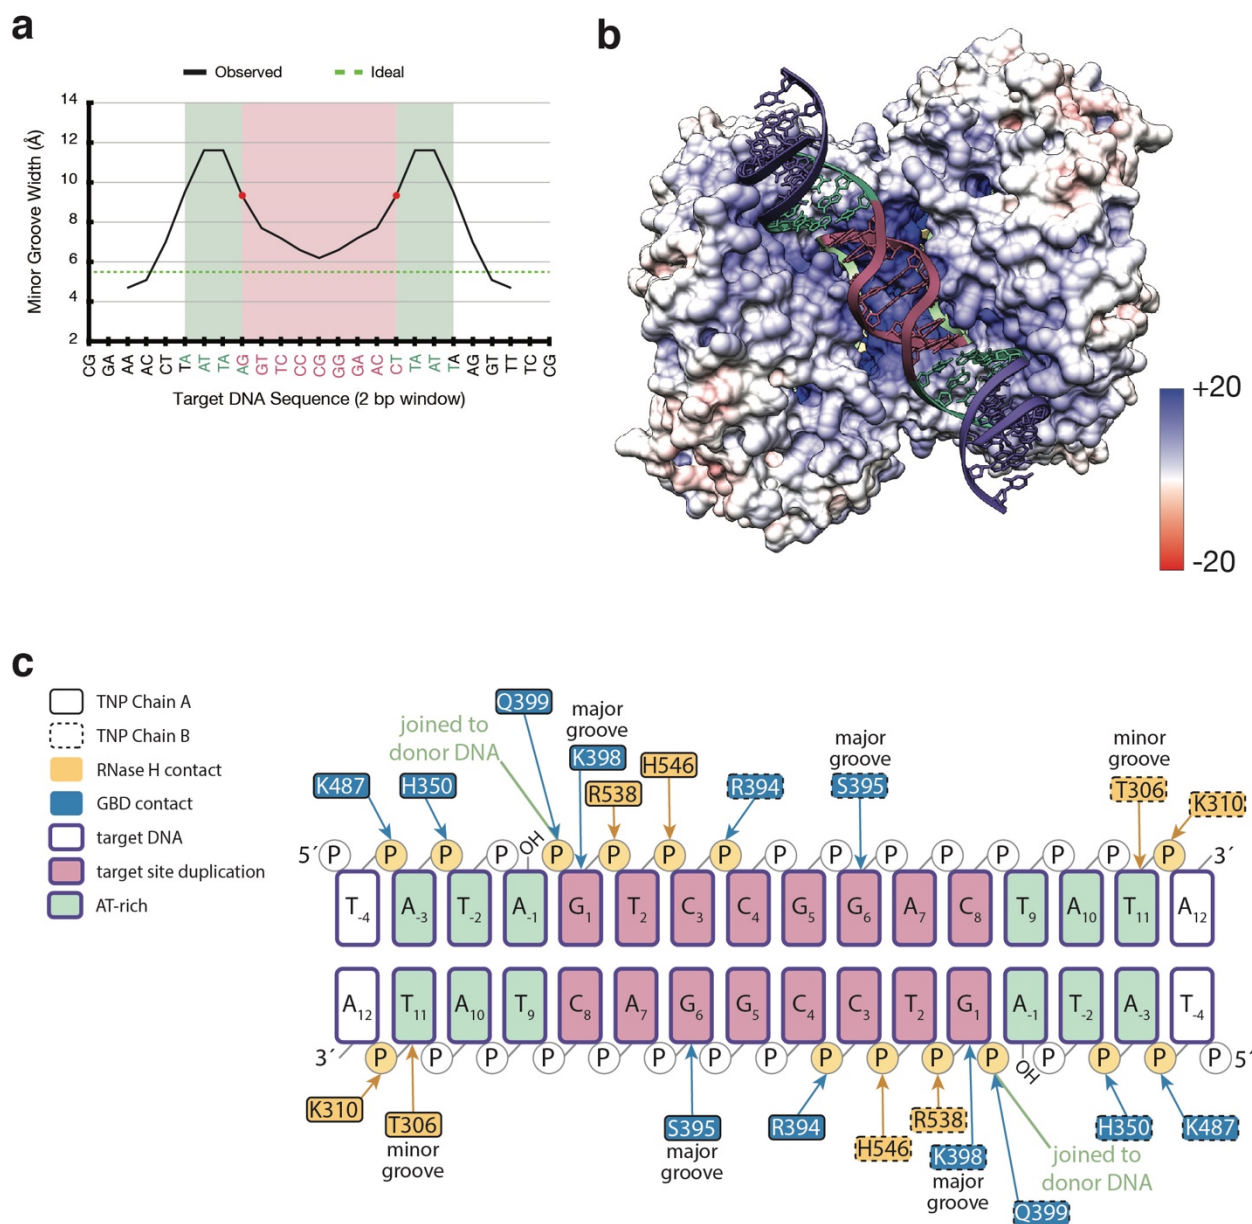 a
Observed
Ideal
14
12
10
8
6
4
2
Minor Groove Width (Å)
CG GA AA AC CT TA AT TA AG GT TC CC CG GG GA AC CT TA AT TA AG GT TT TC CG
Target DNA Sequence (2 bp window)
b
+20
-20
c
TNP Chain A
TNP Chain B
RNase H contact
GBD contact
target DNA
target site duplication
AT-rich
joined to
donor DNA
Q399
major
groove
K398
H546
R538
K487
H350
R394
major
groove
S395
minor
groove
T306
K310
5´ P P P P OH P P P P P P P P P P P P 3´
T-4 A-3 T-2 A-1 G1 T2 C3 C4 G5 G6 A7 C8 T9 A10 T11 A12
A12 T11 A10 T9 C8 A7 G6 G5 C4 C3 T2 G1 A-1 T-2 A-3 T-4
3´ P P P P P P P P P P P P OH P P P P 5´
K310
T306
minor
groove
S395
major
groove
R394
H546
R538
K398
major
groove
Q399
joined to
donor DNA
H350
K487